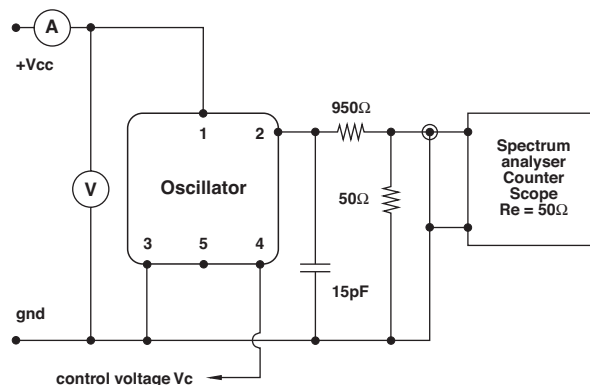 A
+Vcc
950Ω
1
2
Spectrum
analyser
Counter
Scope
Re = 50Ω
V
Oscillator
50Ω
3
5
4
15pF
gnd
control voltage Vc